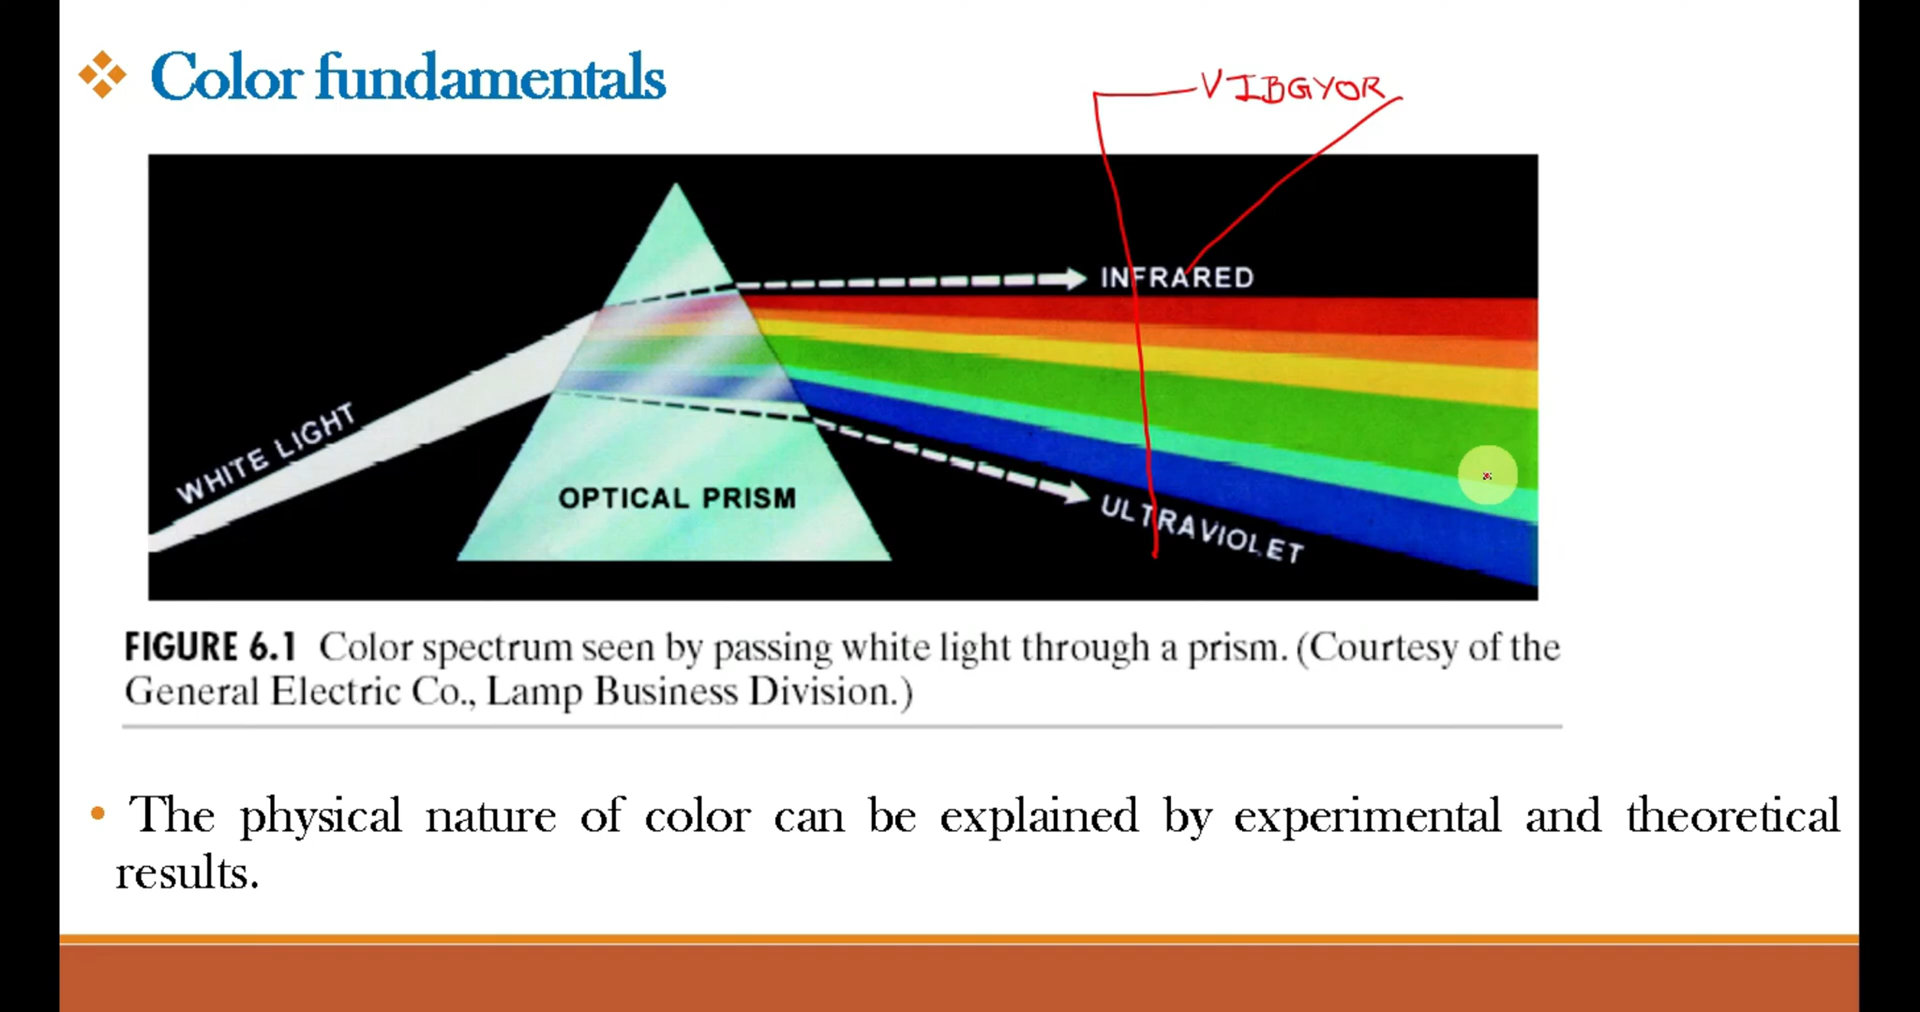 Color fundamentals
VIBGYOR
INFRARED
WHITE LIGHT
OPTICAL PRISM
ULTRAVIOLET
FIGURE 6.1 Color spectrum seen by passing white light through a prism. (Courtesy of the
General Electric Co., Lamp Business Division.)
• The physical nature of color can be explained by experimental and theoretical
results.